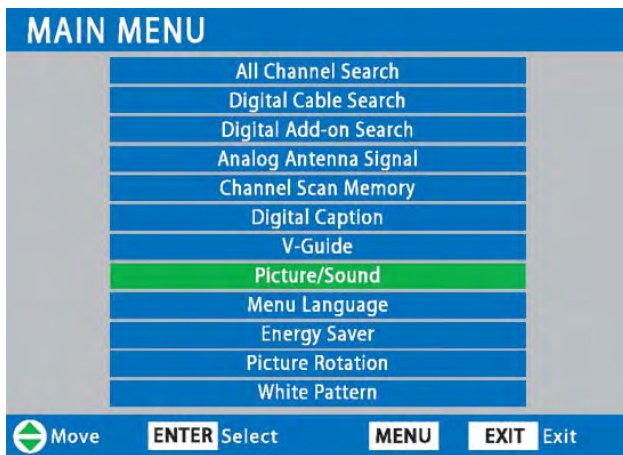 MAIN MENU
All Channel Search
Digital Cable Search
Digital Add-on Search
Analog Antenna Signal
Channel Scan Memory
Digital Caption
V-Guide
Picture/Sound
Menu Language
Energy Saver
Picture Rotation
White Pattern
Move ENTER Select MENU EXIT Exit